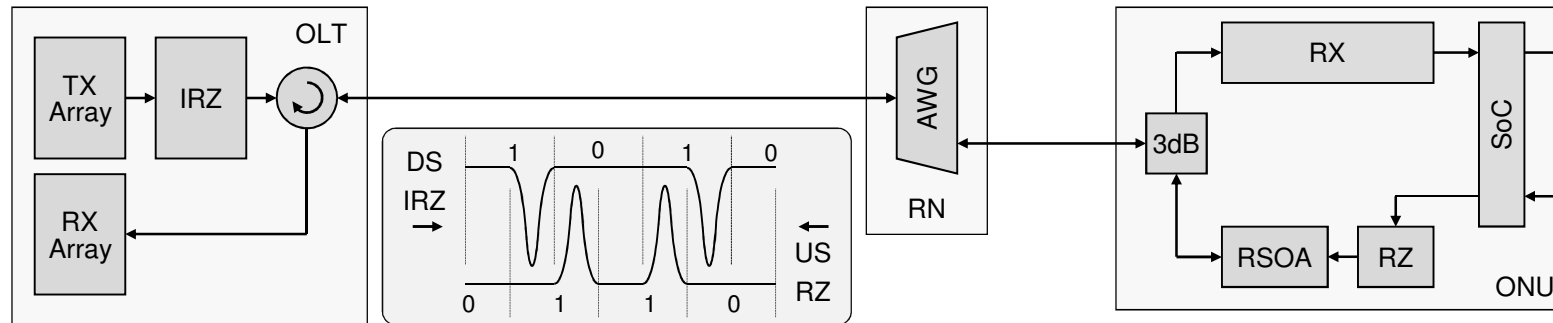 OLT
TX
Array
IRZ
RX
Array
DS
IRZ
1 0 1 0
US
RZ
0 1 1 0
AWG
RN
3dB
RX
SoC
RSOA
RZ
ONU